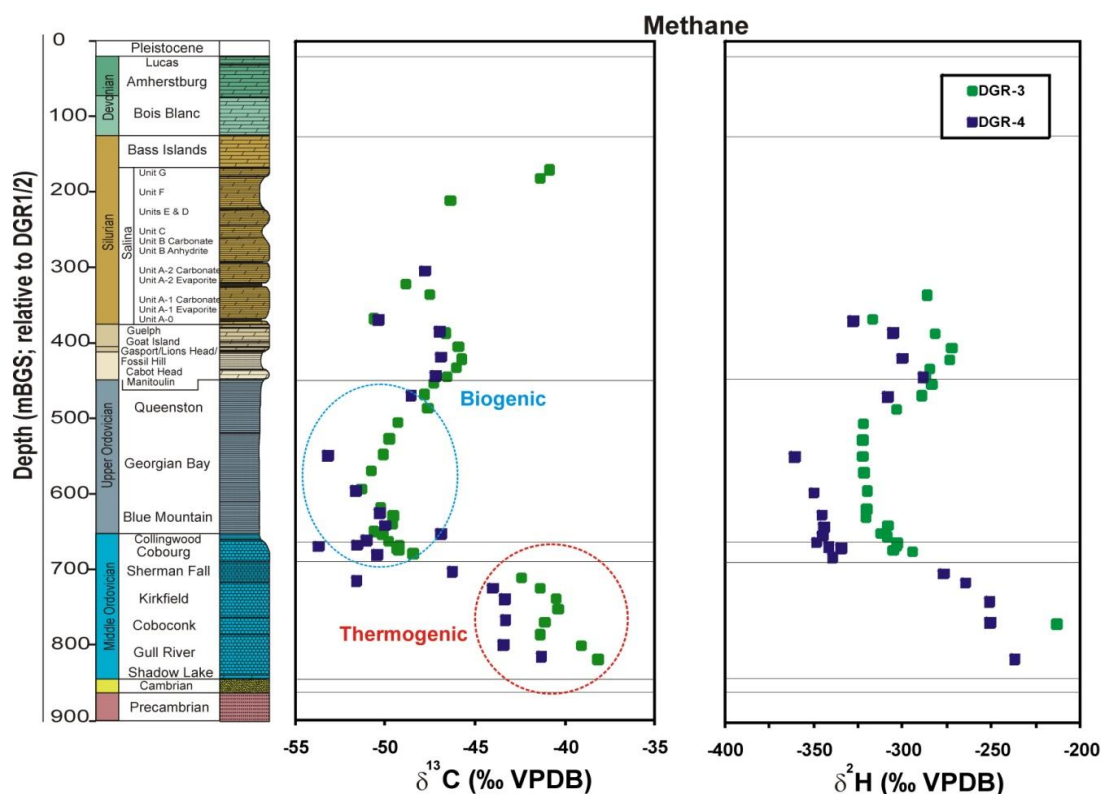 Methane
Depth (mBGS; relative to DGR1/2)
0
100
200
300
400
500
600
700
800
900
Devonian
Silurian
Upper Ordovician
Middle Ordovician
Salina
Pleistocene
Lucas
Amherstburg
Bois Blanc
Bass Islands
Unit G
Unit F
Units E & D
Unit C
Unit B Carbonate
Unit B Anhydrite
Unit A-2 Carbonate
Unit A-2 Evaporite
Unit A-1 Carbonate
Unit A-1 Evaporite
Unit A-0
Guelph
Goat Island
Gasport/Lions Head/
Fossil Hill
Cabot Head
Manitoulin
Queenston
Georgian Bay
Blue Mountain
Collingwood
Cobourg
Sherman Fall
Kirkfield
Coboconk
Gull River
Shadow Lake
Cambrian
Precambrian
Biogenic
Thermogenic
-55 -50 -45 -40 -35
δ¹³C (‰ VPDB)
DGR-3
DGR-4
-400 -350 -300 -250 -200
δ²H (‰ VPDB)